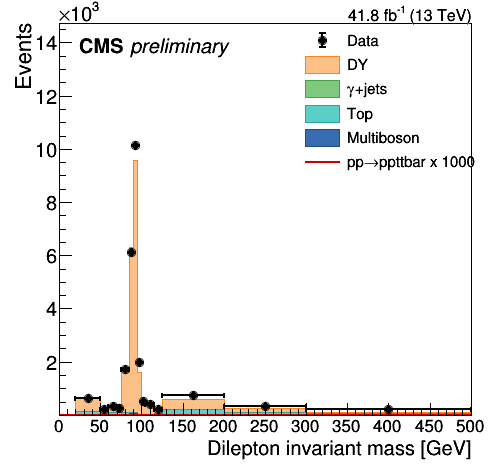 ×10³
41.8 fb⁻¹ (13 TeV)
CMS preliminary
Events
14
12
10
8
6
4
2
Data
DY
γ+jets
Top
Multiboson
pp→ppttbar x 1000
0 50 100 150 200 250 300 350 400 450 500
Dilepton invariant mass [GeV]